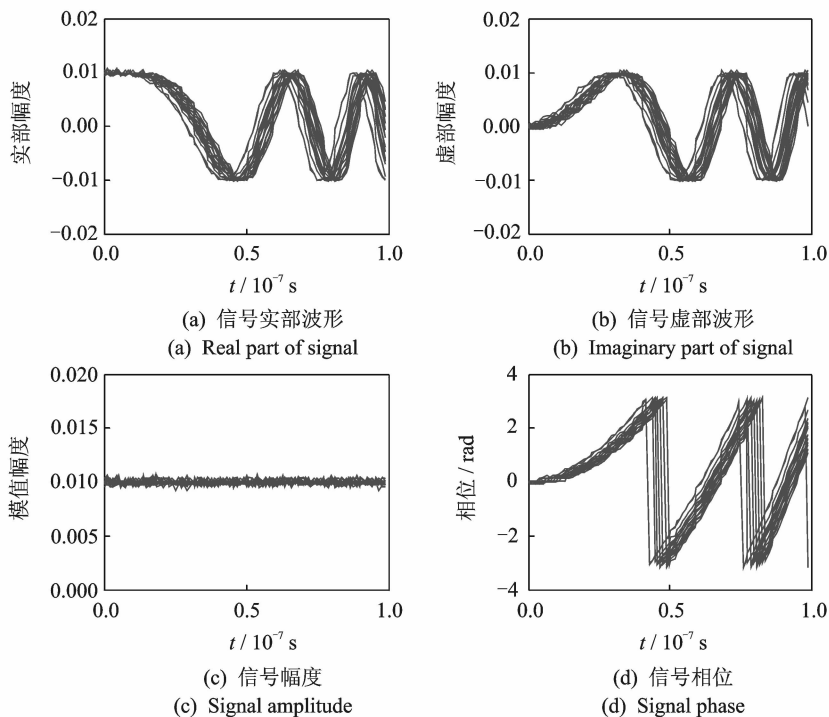 0.02
0.01
0.00
−0.01
−0.02
实部幅度
0.0 0.5 1.0
t / 10⁻⁷ s
(a) 信号实部波形
(a) Real part of signal
0.02
0.01
0.00
−0.01
−0.02
虚部幅度
0.0 0.5 1.0
t / 10⁻⁷ s
(b) 信号虚部波形
(b) Imaginary part of signal
0.020
0.015
0.010
0.005
0.000
模值幅度
0.0 0.5 1.0
t / 10⁻⁷ s
(c) 信号幅度
(c) Signal amplitude
4
2
0
−2
−4
相位 / rad
0.0 0.5 1.0
t / 10⁻⁷ s
(d) 信号相位
(d) Signal phase